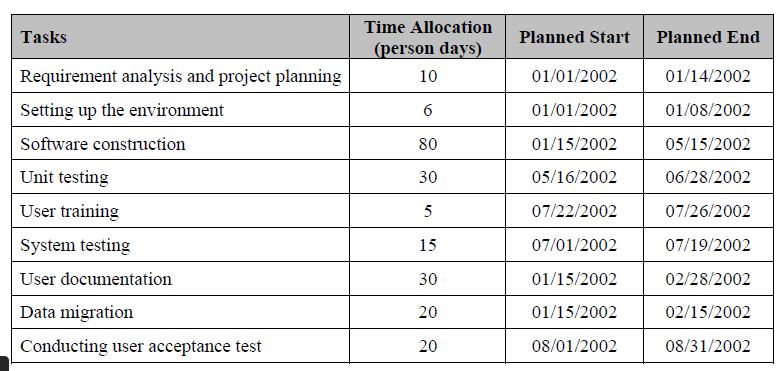 Tasks Time Allocation (person days) Planned Start Planned End
Requirement analysis and project planning 10 01/01/2002 01/14/2002
Setting up the environment 6 01/01/2002 01/08/2002
Software construction 80 01/15/2002 05/15/2002
Unit testing 30 05/16/2002 06/28/2002
User training 5 07/22/2002 07/26/2002
System testing 15 07/01/2002 07/19/2002
User documentation 30 01/15/2002 02/28/2002
Data migration 20 01/15/2002 02/15/2002
Conducting user acceptance test 20 08/01/2002 08/31/2002